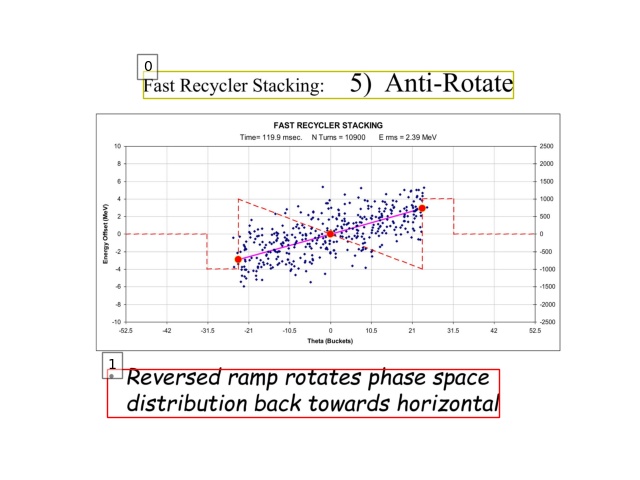 0
Fast Recycler Stacking: 5) Anti-Rotate
FAST RECYCLER STACKING
Time= 119.9 msec. N Turns = 10900 E rms = 2.39 MeV
10 2500
8 2000
6 1500
4 1000
2 500
0 0
-2 -500
-4 -1000
-6 -1500
-8 -2000
-10 -2500
Energy Offset (MeV)
-52.5 -42 -31.5 -21 -10.5 0 10.5 21 31.5 42 52.5
Theta (Buckets)
1
• Reversed ramp rotates phase space
distribution back towards horizontal